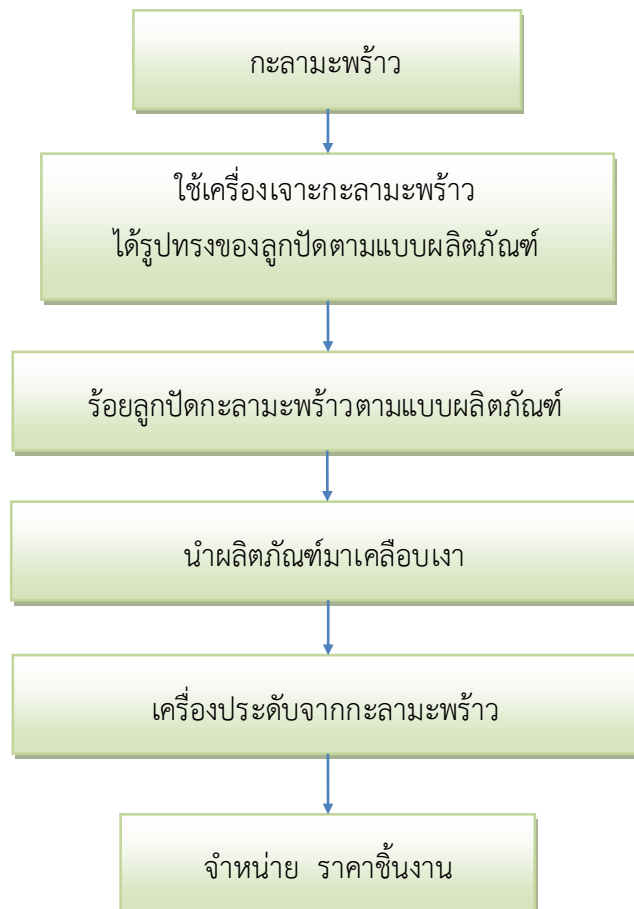 กะลามะพร้าว
ใช้เครื่องเจาะกะลามะพร้าว
ได้รูปทรงของลูกปัดตามแบบผลิตภัณฑ์
ร้อยลูกปัดกะลามะพร้าวตามแบบผลิตภัณฑ์
นำผลิตภัณฑ์มาเคลือบเงา
เครื่องประดับจากกะลามะพร้าว
จำหน่าย ราคาชิ้นงาน